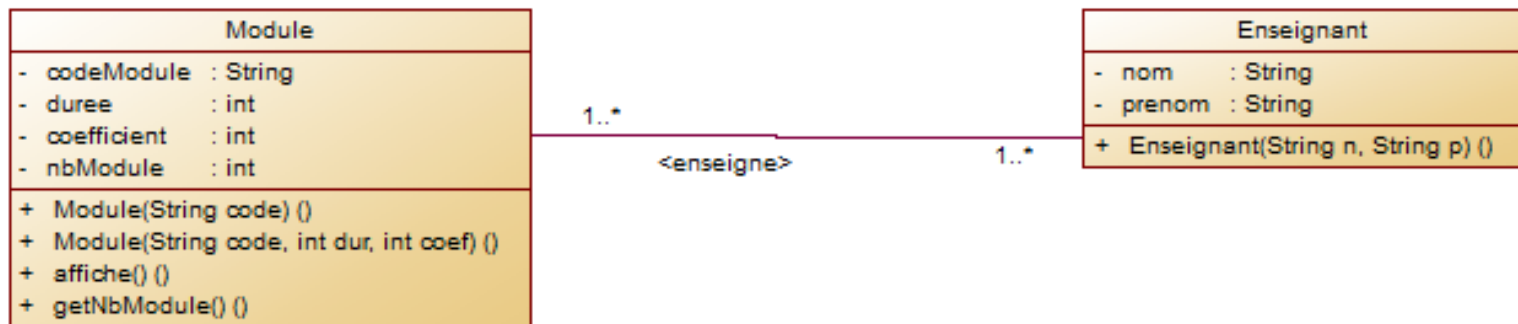 Module
- codeModule : String
- duree : int
- coefficient : int
- nbModule : int
+ Module(String code) ()
+ Module(String code, int dur, int coef) ()
+ affiche() ()
+ getNbModule() ()
1..*
<enseigne>
1..*
Enseignant
- nom : String
- prenom : String
+ Enseignant(String n, String p) ()